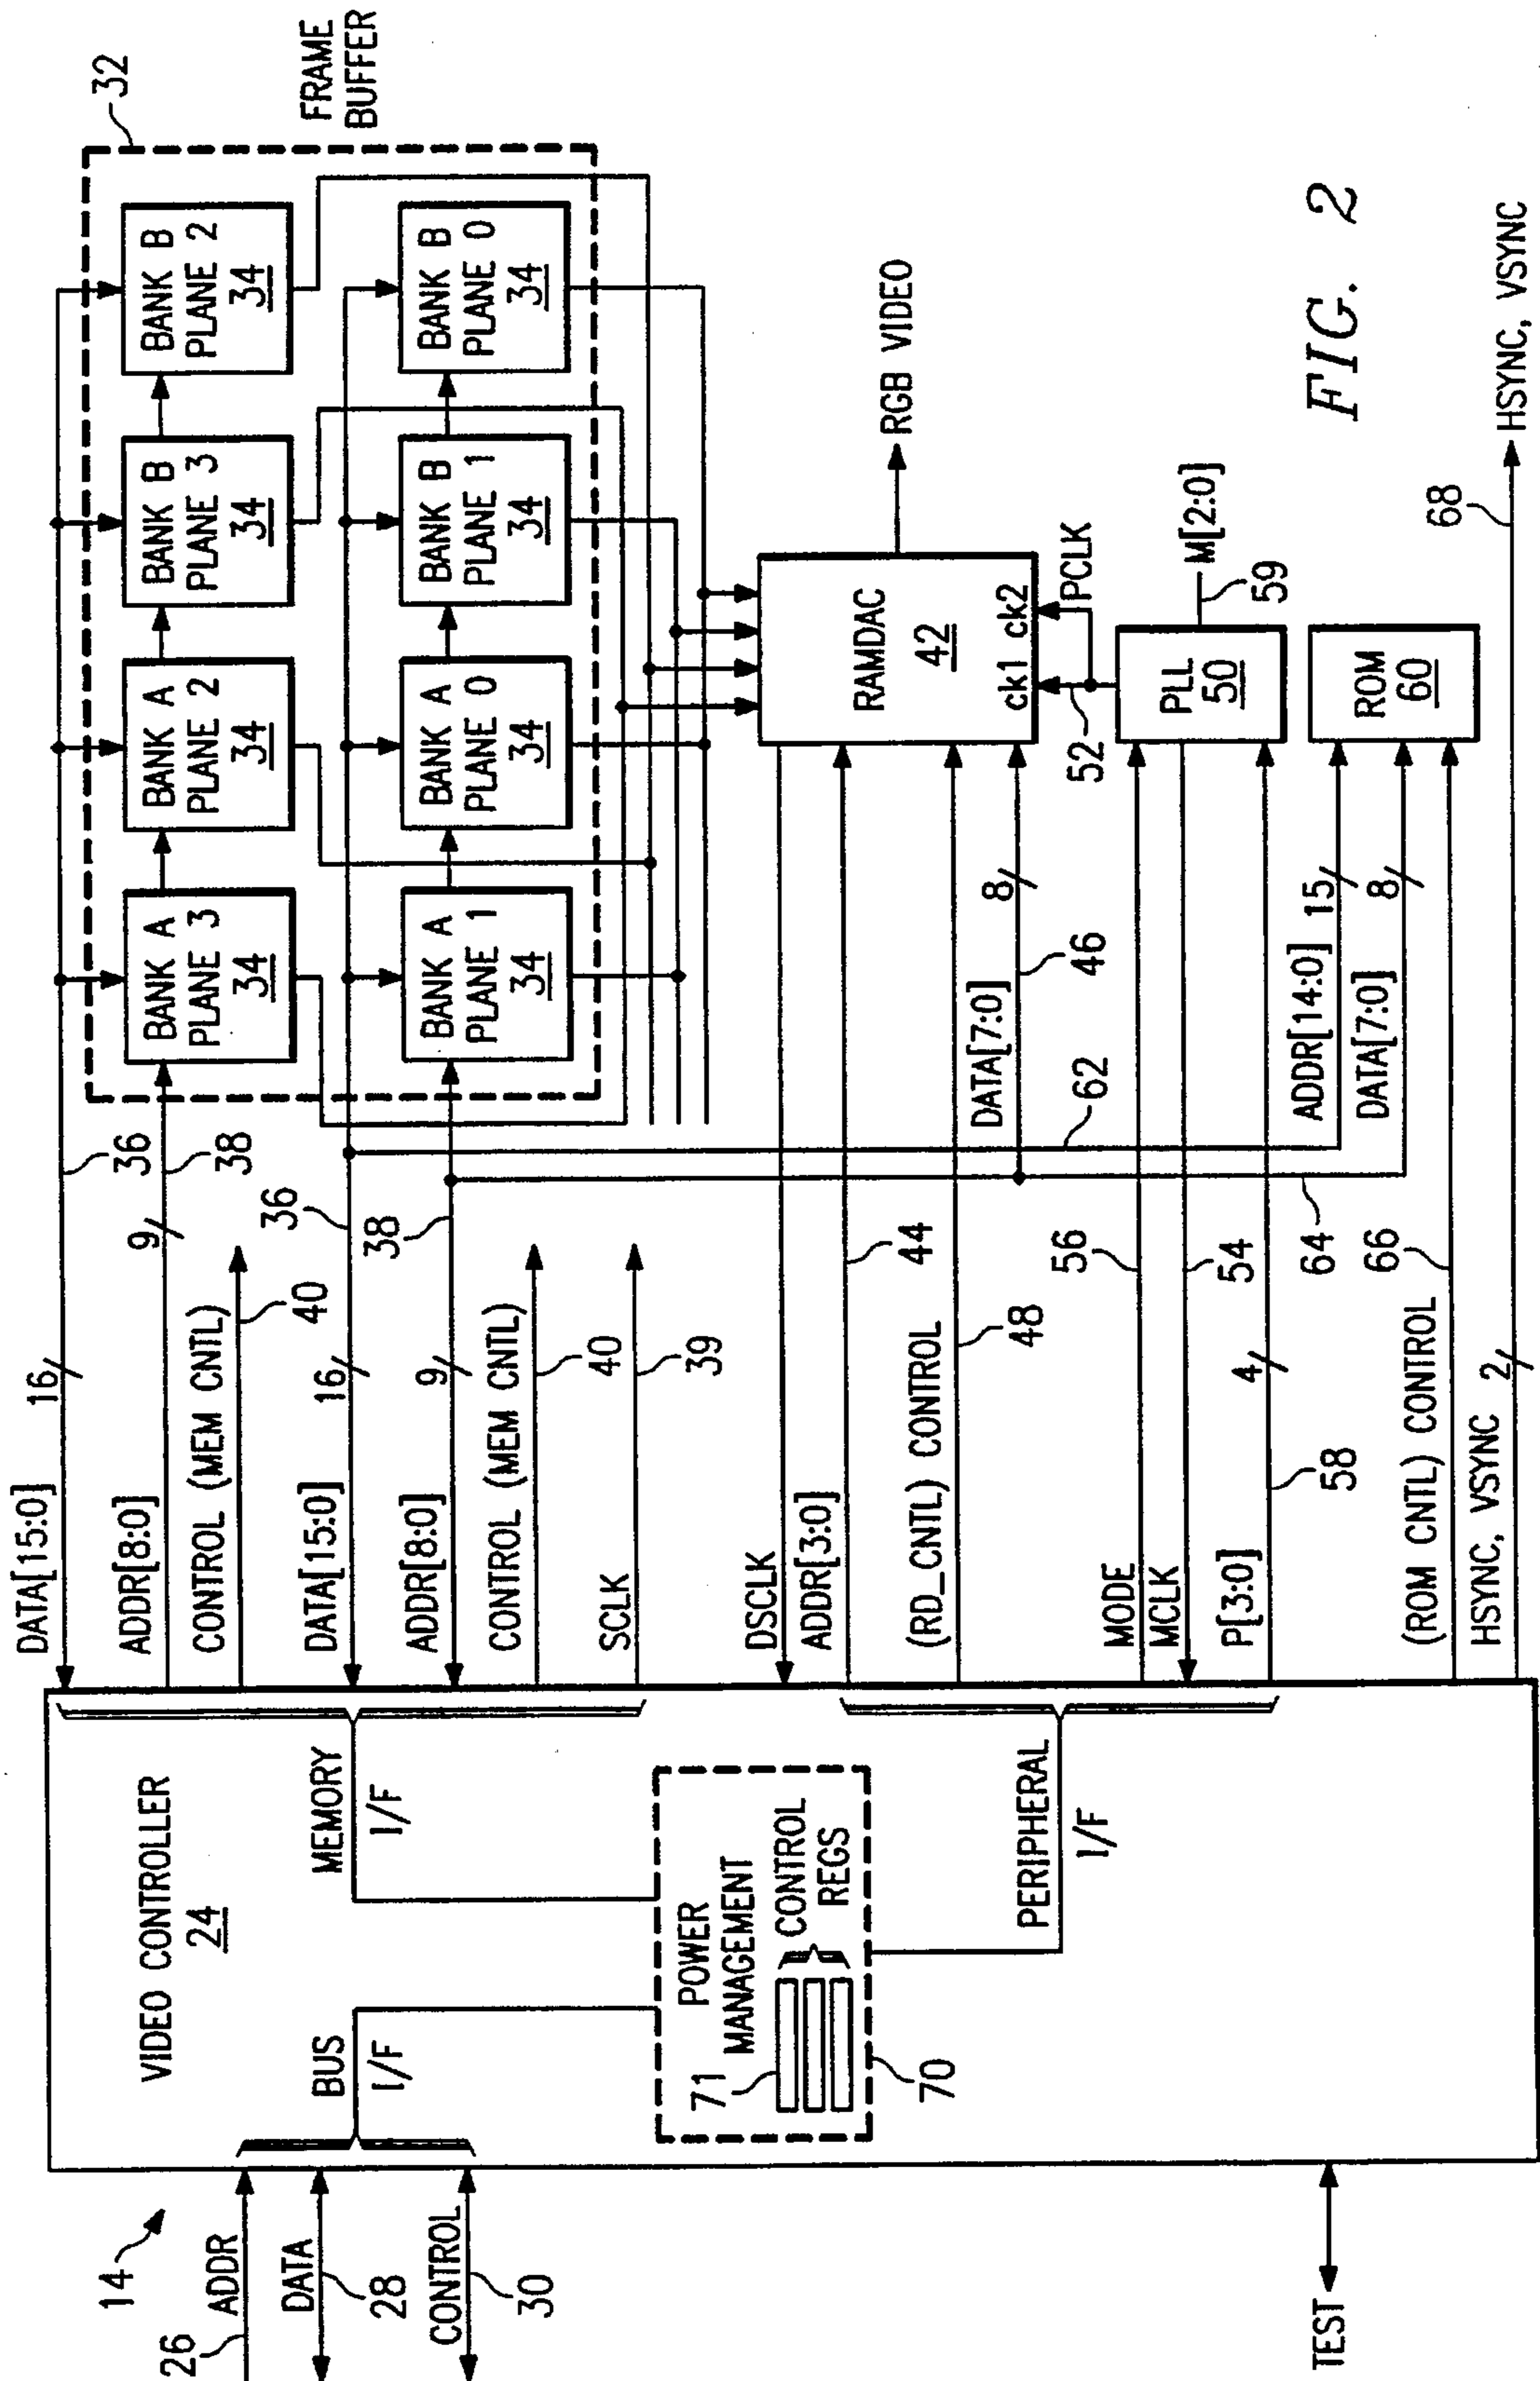 14
26
ADDR
DATA
28
CONTROL
30
TEST
VIDEO CONTROLLER
24
BUS
I/F
MEMORY
I/F
POWER
MANAGEMENT
71
CONTROL
REGS
70
PERIPHERAL
I/F
DATA[15:0]
16
36
ADDR[8:0]
9
38
CONTROL (MEM CNTL)
40
DATA[15:0]
16
36
ADDR[8:0]
9
38
CONTROL (MEM CNTL)
40
SCLK
39
DSCLK
ADDR[3:0]
44
(RD_CNTL) CONTROL
48
MODE
56
MCLK
54
P[3:0]
4
58
(ROM CNTL) CONTROL
66
HSYNC, VSYNC
2
68
HSYNC, VSYNC
32
FRAME
BUFFER
BANK A
PLANE 3
34
BANK A
PLANE 2
34
BANK B
PLANE 3
34
BANK B
PLANE 2
34
BANK A
PLANE 1
34
BANK A
PLANE 0
34
BANK B
PLANE 1
34
BANK B
PLANE 0
34
DATA[7:0]
8
46
62
64
RAMDAC
42
ck1 ck2
RGB VIDEO
52
PCLK
PLL
50
M[2:0]
59
ADDR[14:0]
15
DATA[7:0]
8
ROM
60
FIG. 2